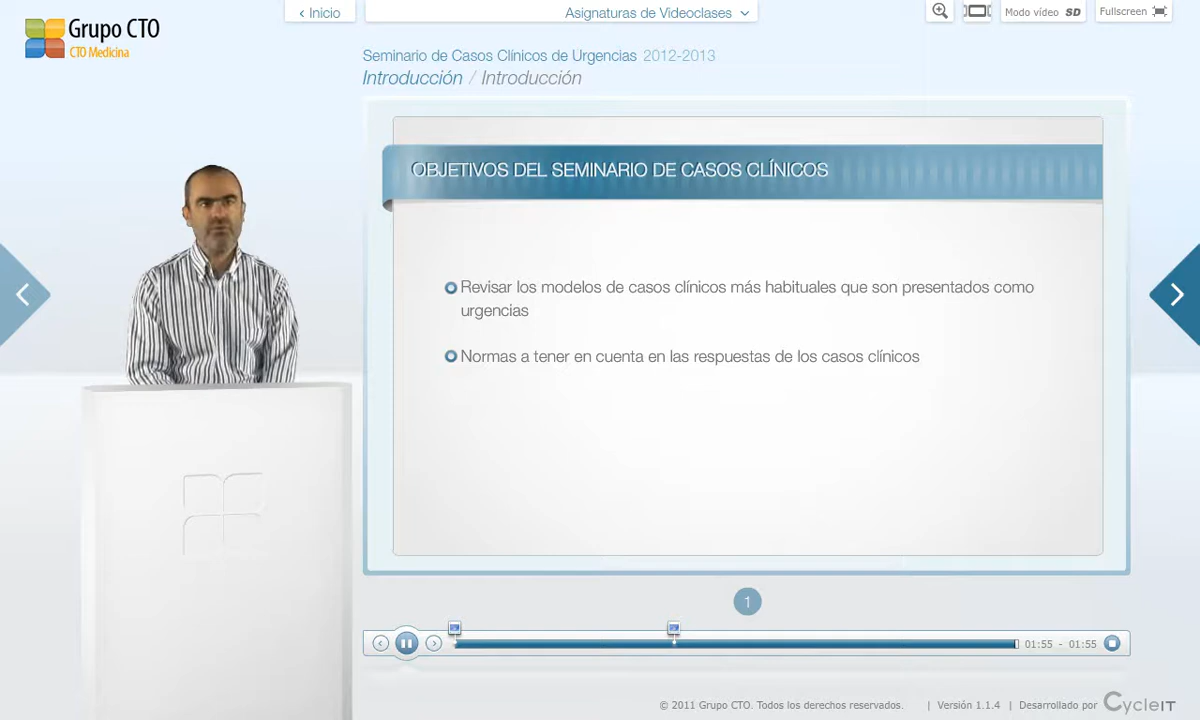 Grupo CTO
CTO Medicina
‹ Inicio
Asignaturas de Videoclases
Modo vídeo SD
Fullscreen
Seminario de Casos Clínicos de Urgencias 2012-2013
Introducción / Introducción
OBJETIVOS DEL SEMINARIO DE CASOS CLÍNICOS
Revisar los modelos de casos clínicos más habituales que son presentados como
urgencias
Normas a tener en cuenta en las respuestas de los casos clínicos
1
01:55 - 01:55
© 2011 Grupo CTO. Todos los derechos reservados. | Versión 1.1.4 | Desarrollado por CycleIT